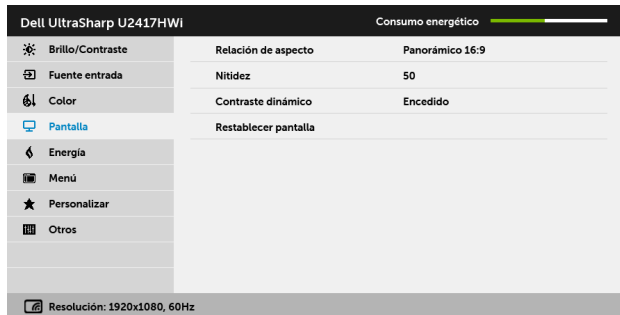 Dell UltraSharp U2417HWi Consumo energético
Brillo/Contraste Relación de aspecto Panorámico 16:9
Fuente entrada Nitidez 50
Color Contraste dinámico Encedido
Pantalla Restablecer pantalla
Energía
Menú
Personalizar
Otros
Resolución: 1920x1080, 60Hz